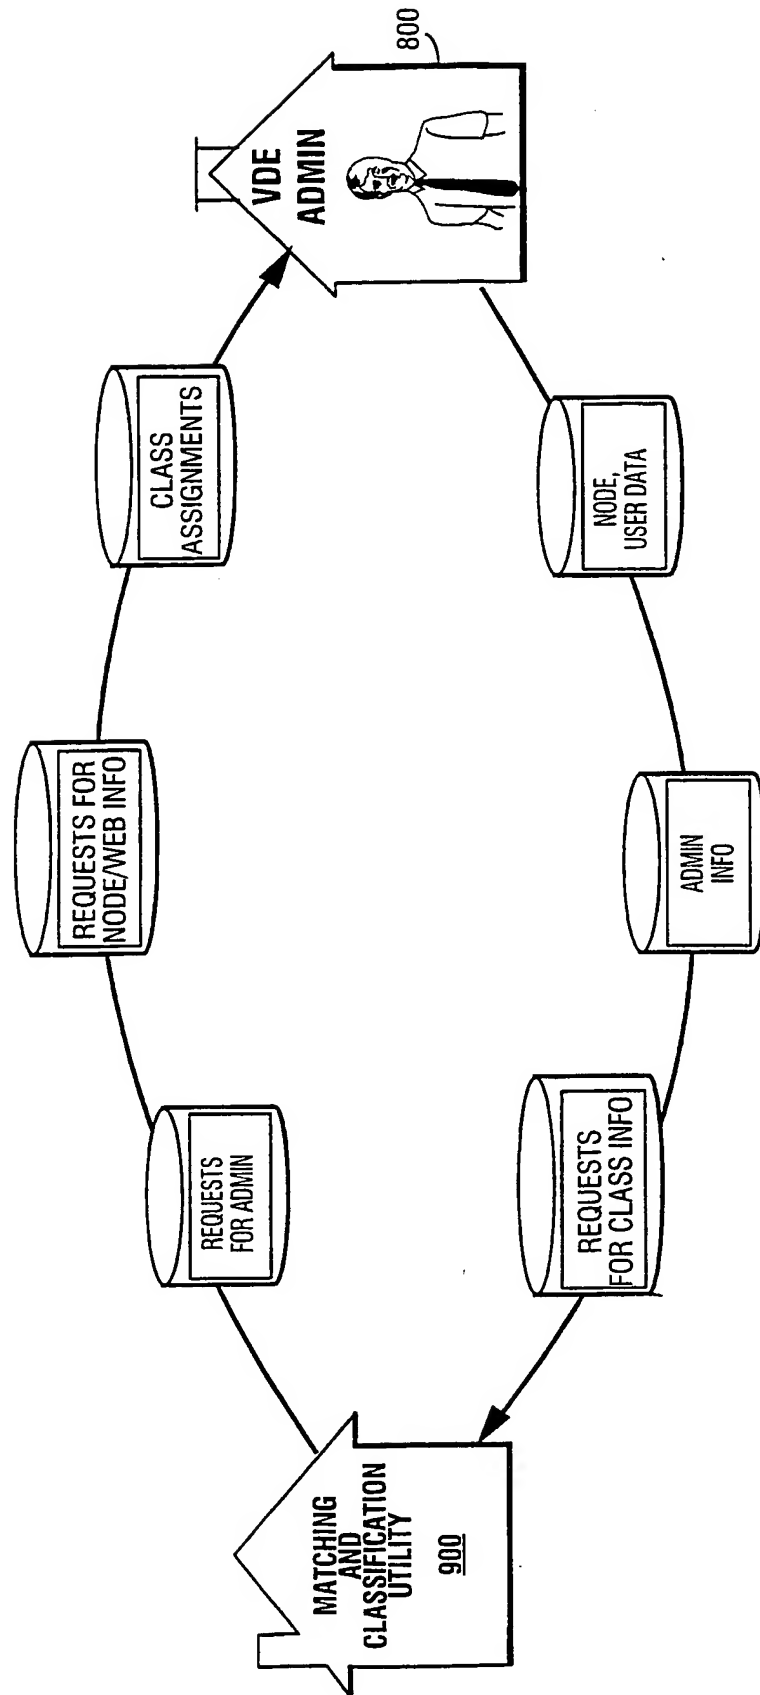 MATCHING
AND
CLASSIFICATION
UTILITY
900
REQUESTS
FOR ADMIN
REQUESTS FOR
NODE/WEB INFO
CLASS
ASSIGNMENTS
VDE
ADMIN
800
NODE,
USER DATA
ADMIN
INFO
REQUESTS
FOR CLASS INFO